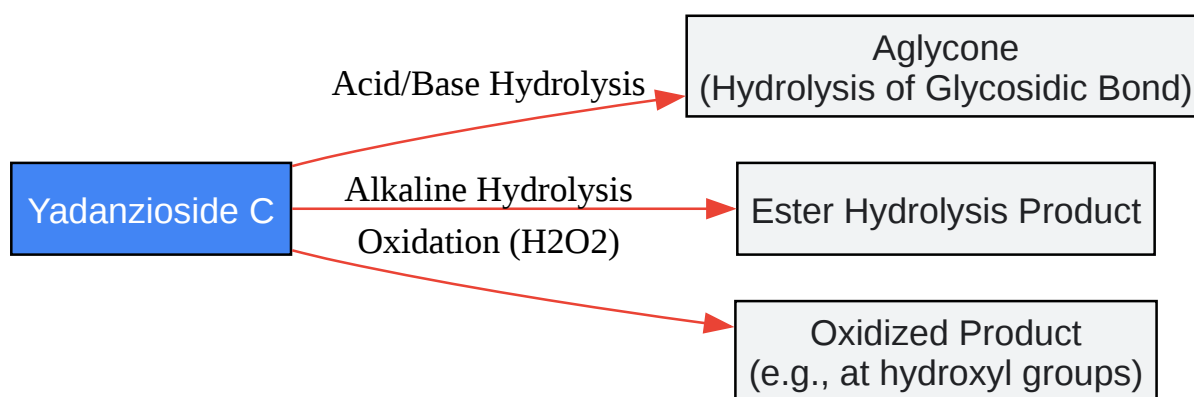 Aglycone
(Hydrolysis of Glycosidic Bond)
Acid/Base Hydrolysis
Yadanzioside C
Alkaline Hydrolysis
Ester Hydrolysis Product
Oxidation (H2O2)
Oxidized Product
(e.g., at hydroxyl groups)